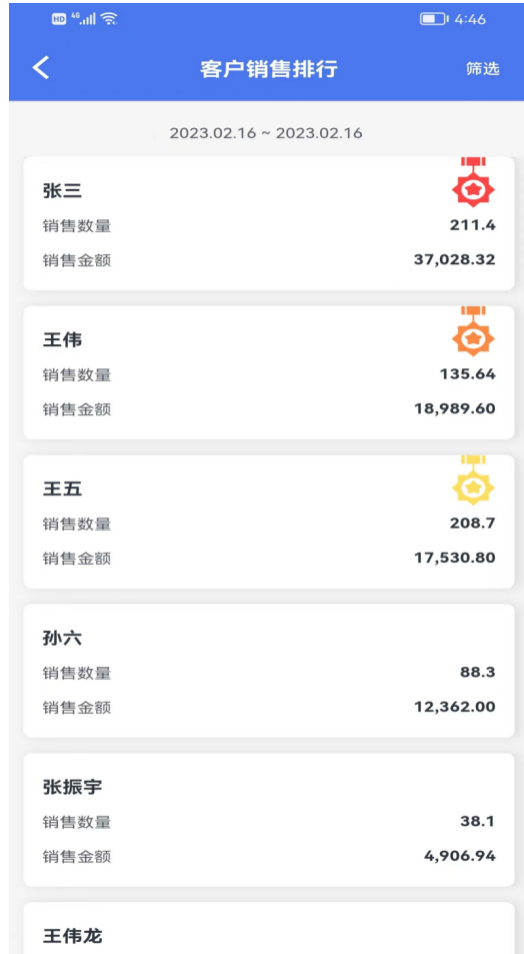 HD 4G 4:46
客户销售排行 筛选
2023.02.16 ~ 2023.02.16
张三
销售数量 211.4
销售金额 37,028.32
王伟
销售数量 135.64
销售金额 18,989.60
王五
销售数量 208.7
销售金额 17,530.80
孙六
销售数量 88.3
销售金额 12,362.00
张振宇
销售数量 38.1
销售金额 4,906.94
王伟龙